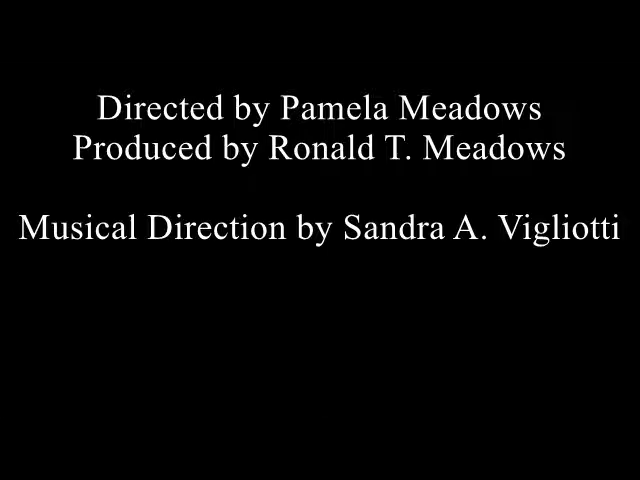 Directed by Pamela Meadows
Produced by Ronald T. Meadows
Musical Direction by Sandra A. Vigliotti